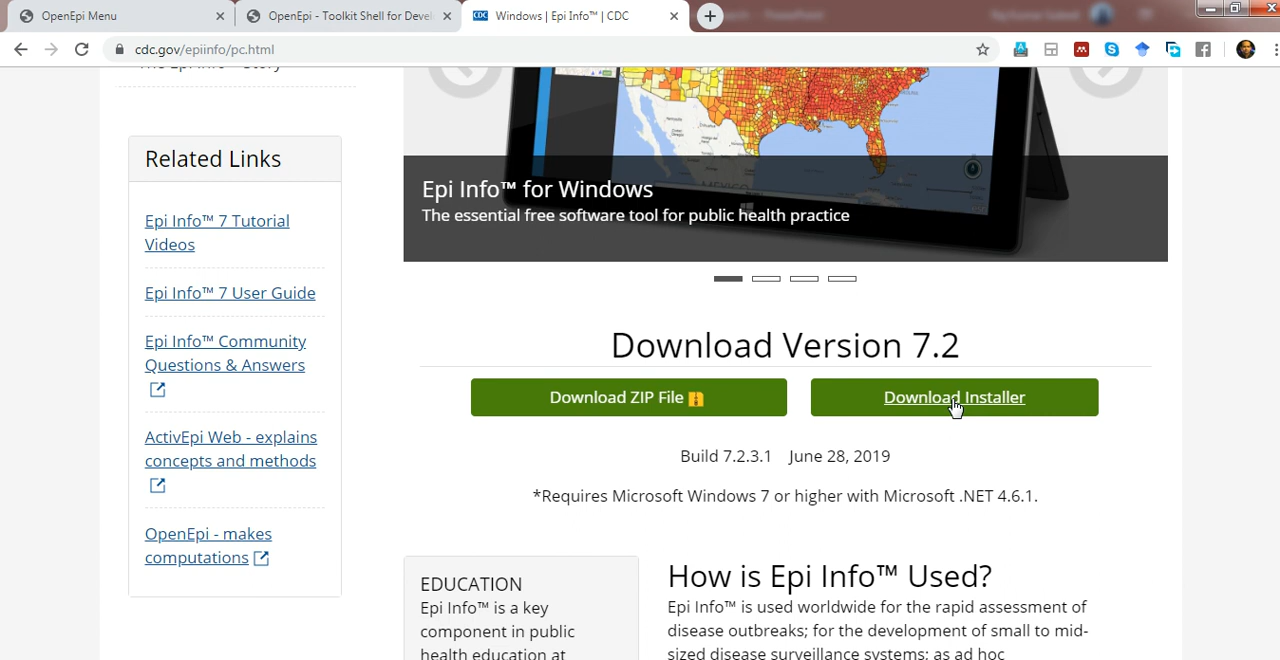 OpenEpi Menu
OpenEpi - Toolkit Shell for Devel
CDC Windows | Epi Info™ | CDC
cdc.gov/epiinfo/pc.html
Related Links
Epi Info™ 7 Tutorial
Videos
Epi Info™ 7 User Guide
Epi Info™ Community
Questions & Answers
ActivEpi Web - explains
concepts and methods
OpenEpi - makes
computations
MEXICO
Epi Info™ for Windows
The essential free software tool for public health practice
Download Version 7.2
Download ZIP File
Download Installer
Build 7.2.3.1 June 28, 2019
*Requires Microsoft Windows 7 or higher with Microsoft .NET 4.6.1.
EDUCATION
Epi Info™ is a key
component in public
health education at
How is Epi Info™ Used?
Epi Info™ is used worldwide for the rapid assessment of
disease outbreaks; for the development of small to mid-
sized disease surveillance systems; as ad hoc